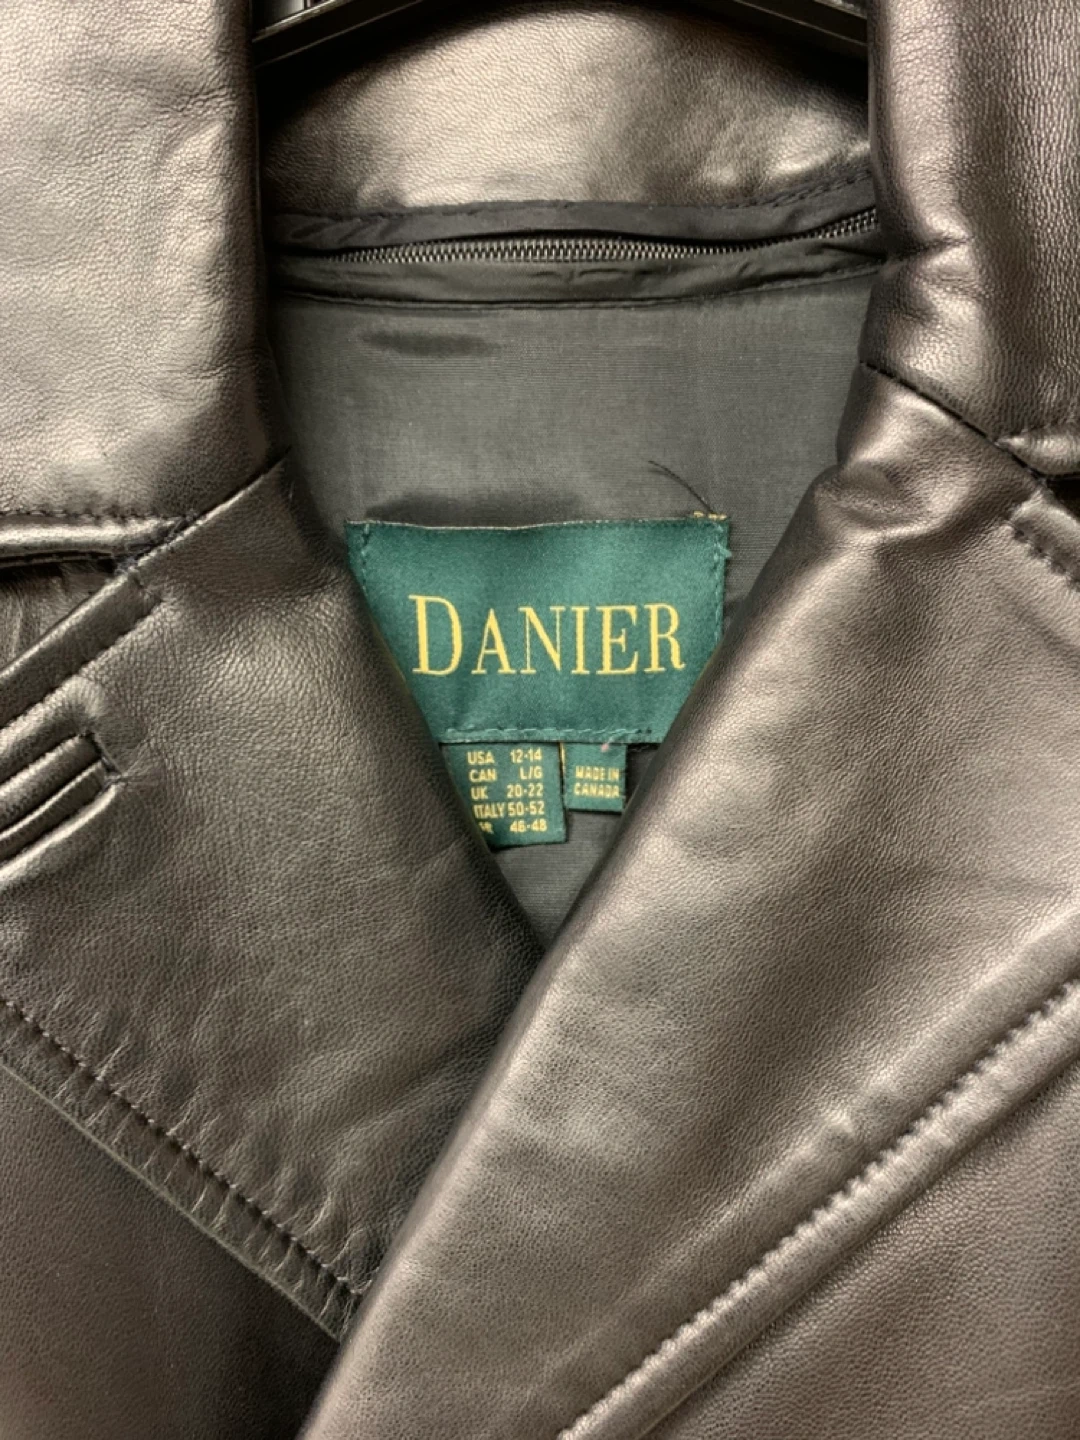 DANIER
USA 12-14
CAN L/G
UK 20-22
ITALY 50-52
46-48
MADE IN
CANADA